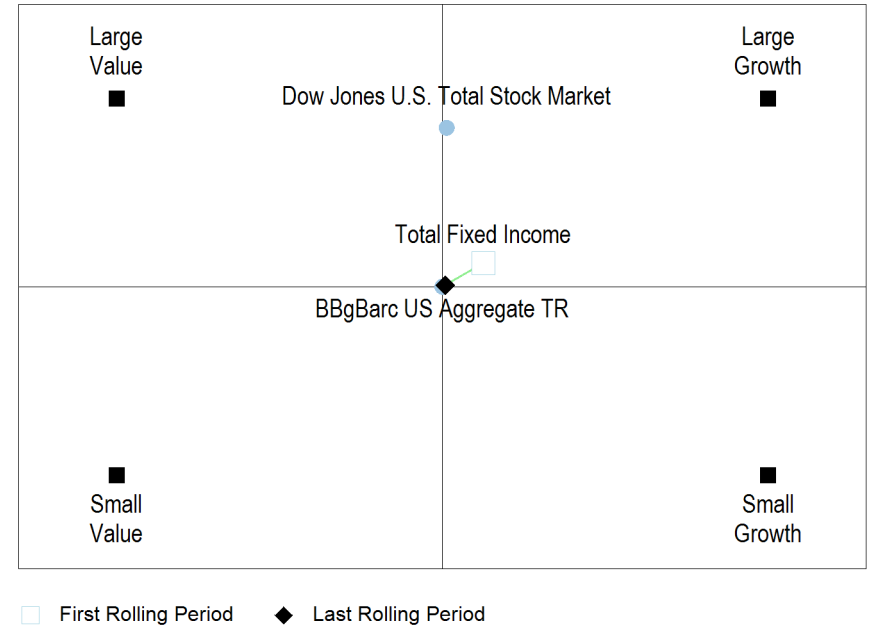 Large
Value
Large
Growth
Dow Jones U.S. Total Stock Market
Total Fixed Income
BBgBarc US Aggregate TR
Small
Value
Small
Growth
First Rolling Period
Last Rolling Period